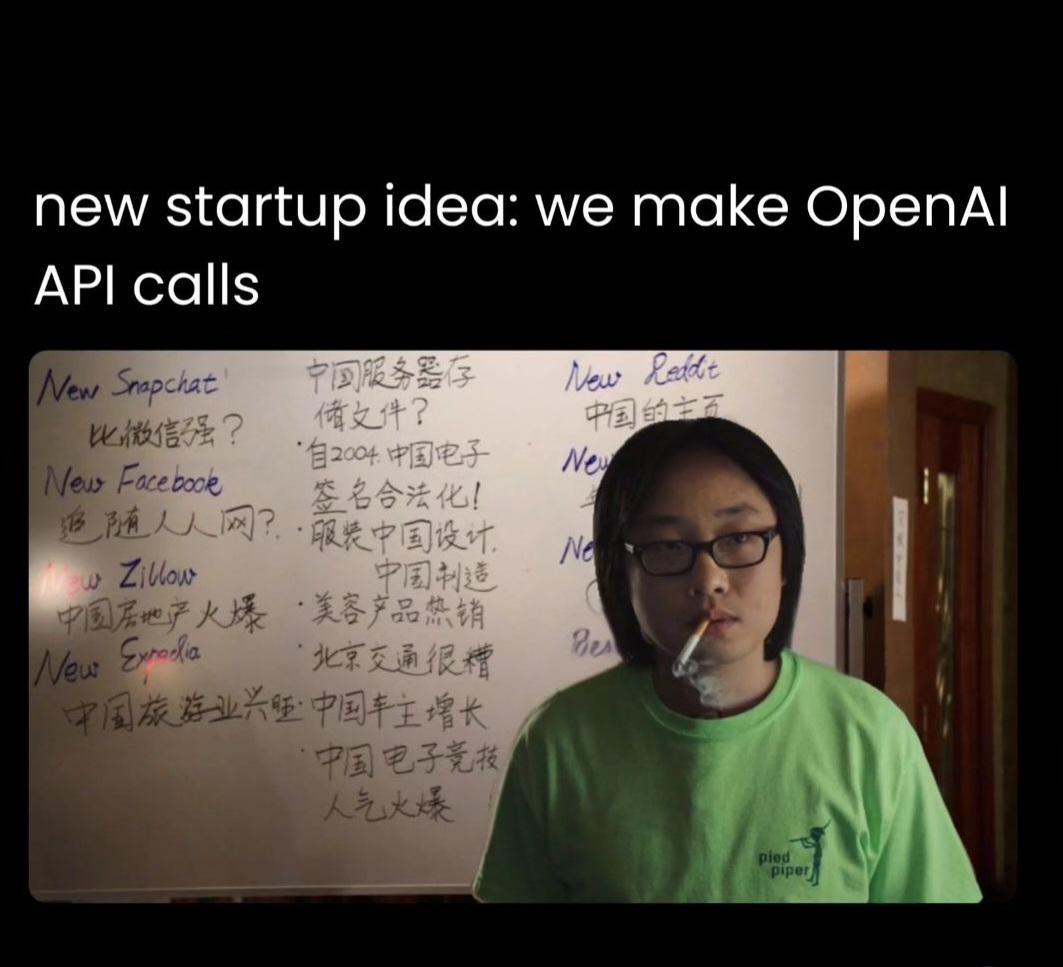 new startup idea: we make OpenAI
API calls
New Snapchat
比微信强?
New Facebook
追随人人网?
New Zillow
中国房地产火爆
New Expedia
中国旅游业兴旺
中国服务器存
储文件?
·自2004.中国电子
签名合法化!
·服装中国设计.
中国制造
·美容产品热销
·北京交通很糟
·中国车主增长
·中国电子竞技
人气火爆
New Reddit
中国的主页
New
Ne
pied
piper